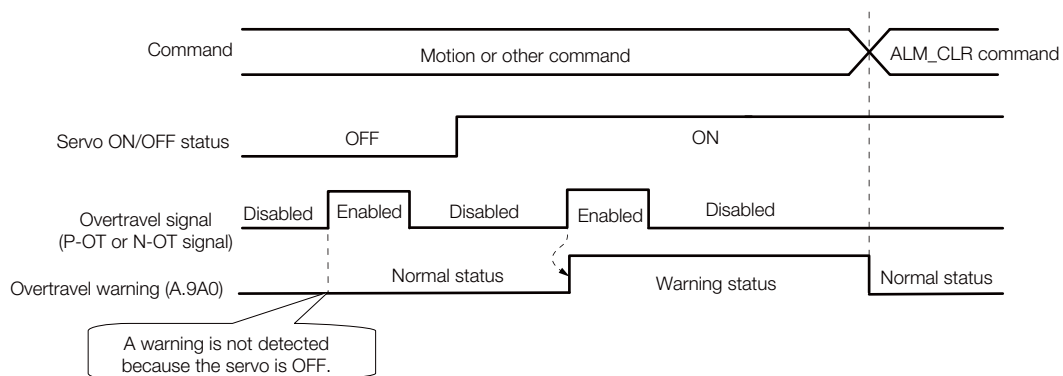 Command
Motion or other command
ALM_CLR command
Servo ON/OFF status
OFF
ON
Overtravel signal
(P-OT or N-OT signal)
Disabled
Enabled
Disabled
Enabled
Disabled
Overtravel warning (A.9A0)
Normal status
Warning status
Normal status
A warning is not detected
because the servo is OFF.